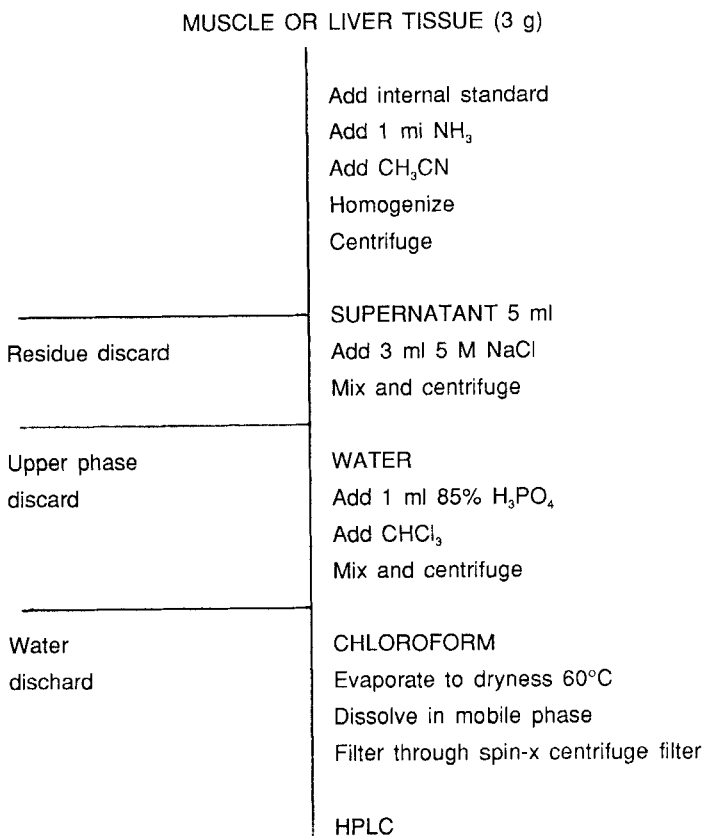 MUSCLE OR LIVER TISSUE (3 g)
Add internal standard
Add 1 mi NH₃
Add CH₃CN
Homogenize
Centrifuge
SUPERNATANT 5 ml
Residue discard
Add 3 ml 5 M NaCl
Mix and centrifuge
Upper phase
discard
WATER
Add 1 ml 85% H₃PO₄
Add CHCl₃
Mix and centrifuge
Water
dischard
CHLOROFORM
Evaporate to dryness 60°C
Dissolve in mobile phase
Filter through spin-x centrifuge filter
HPLC